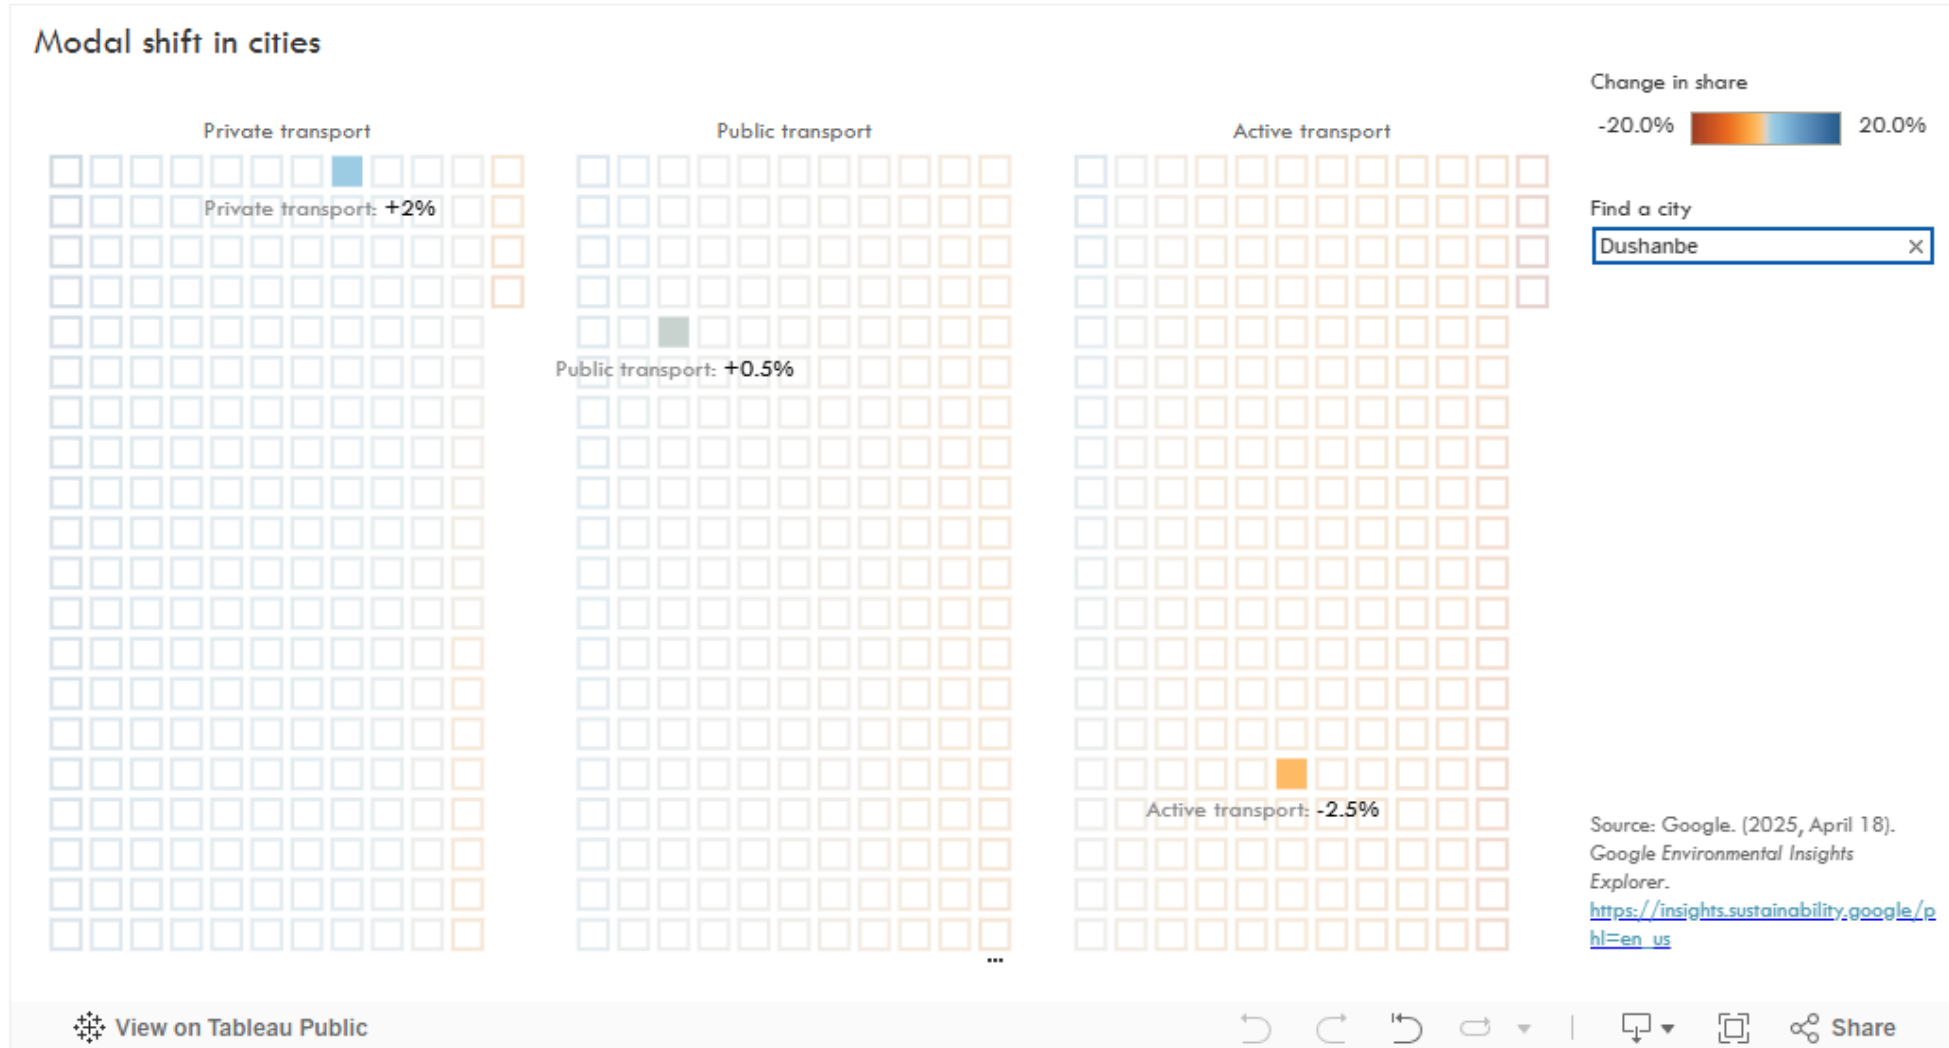 Modal shift in cities
Private transport
Public transport
Active transport
Change in share
-20.0%
20.0%
Find a city
Dushanbe
Private transport: +2%
Public transport: +0.5%
Active transport: -2.5%
Source: Google. (2025, April 18).
Google Environmental Insights
Explorer.
https://insights.sustainability.google/p
hl=en_us
...
View on Tableau Public
Share